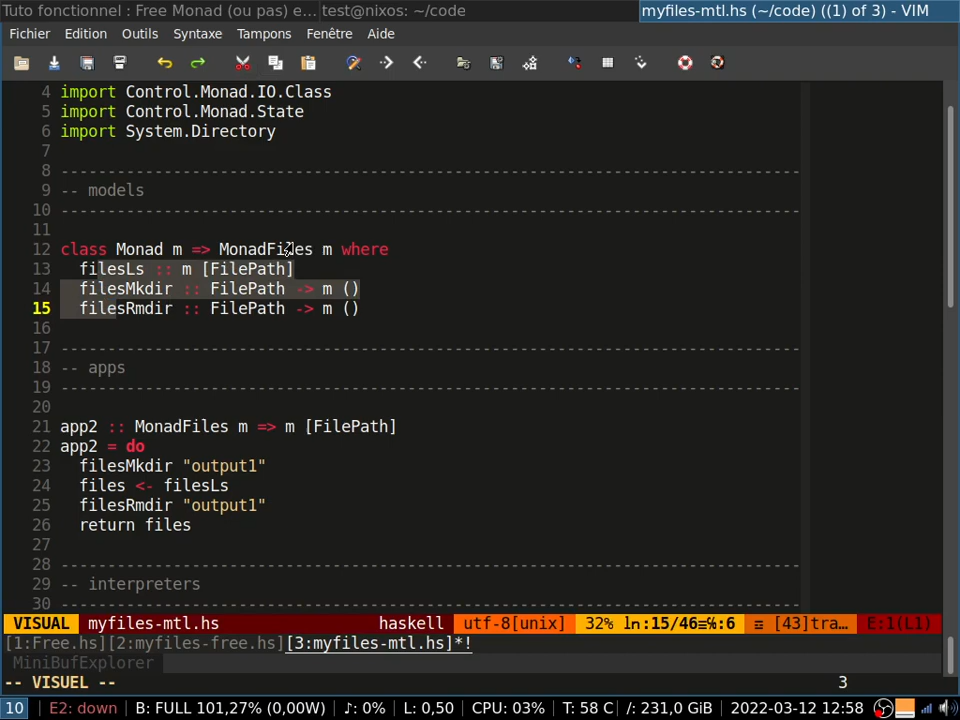 Tuto fonctionnel : Free Monad (ou pas) e... test@nixos: ~/code myfiles-mtl.hs (~/code) ((1) of 3) - VIM
Fichier Edition Outils Syntaxe Tampons Fenêtre Aide
4 import Control.Monad.IO.Class
5 import Control.Monad.State
6 import System.Directory
7
8 -------------------------------------------------------------------------------
9 -- models
10 -------------------------------------------------------------------------------
11
12 class Monad m => MonadFiles m where
13   filesLs :: m [FilePath]
14   filesMkdir :: FilePath -> m ()
15   filesRmdir :: FilePath -> m ()
16
17 -------------------------------------------------------------------------------
18 -- apps
19 -------------------------------------------------------------------------------
20
21 app2 :: MonadFiles m => m [FilePath]
22 app2 = do
23   filesMkdir "output1"
24   files <- filesLs
25   filesRmdir "output1"
26   return files
27
28 -------------------------------------------------------------------------------
29 -- interpreters
30 -------------------------------------------------------------------------------
VISUAL myfiles-mtl.hs haskell utf-8[unix] 32% ln:15/46≡℅:6 ≡ [43]tra… E:1(L1)
[1:Free.hs][2:myfiles-free.hs][3:myfiles-mtl.hs]*!
MiniBufExplorer
-- VISUEL -- 3
10 E2: down B: FULL 101,27% (0,00W) ♪: 0% L: 0,50 CPU: 03% T: 58 C /: 231,0 GiB 2022-03-12 12:58